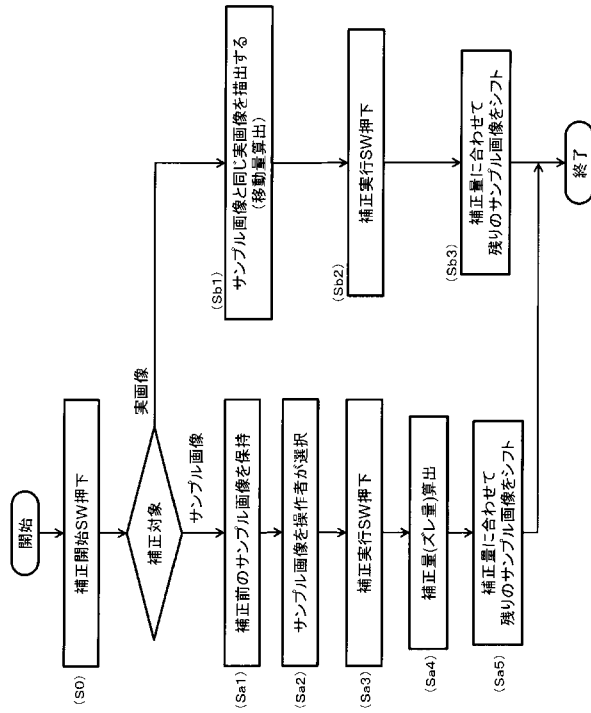 開始
(S0)
補正開始SW押下
補正対象
サンプル画像
実画像
(Sa1)
補正前のサンプル画像を保持
(Sa2)
サンプル画像を操作者が選択
(Sa3)
補正実行SW押下
(Sa4)
補正量(ズレ量)算出
(Sa5)
補正量に合わせて
残りのサンプル画像をシフト
(Sb1)
サンプル画像と同じ実画像を描出する
(移動量算出)
(Sb2)
補正実行SW押下
(Sb3)
補正量に合わせて
残りのサンプル画像をシフト
終了